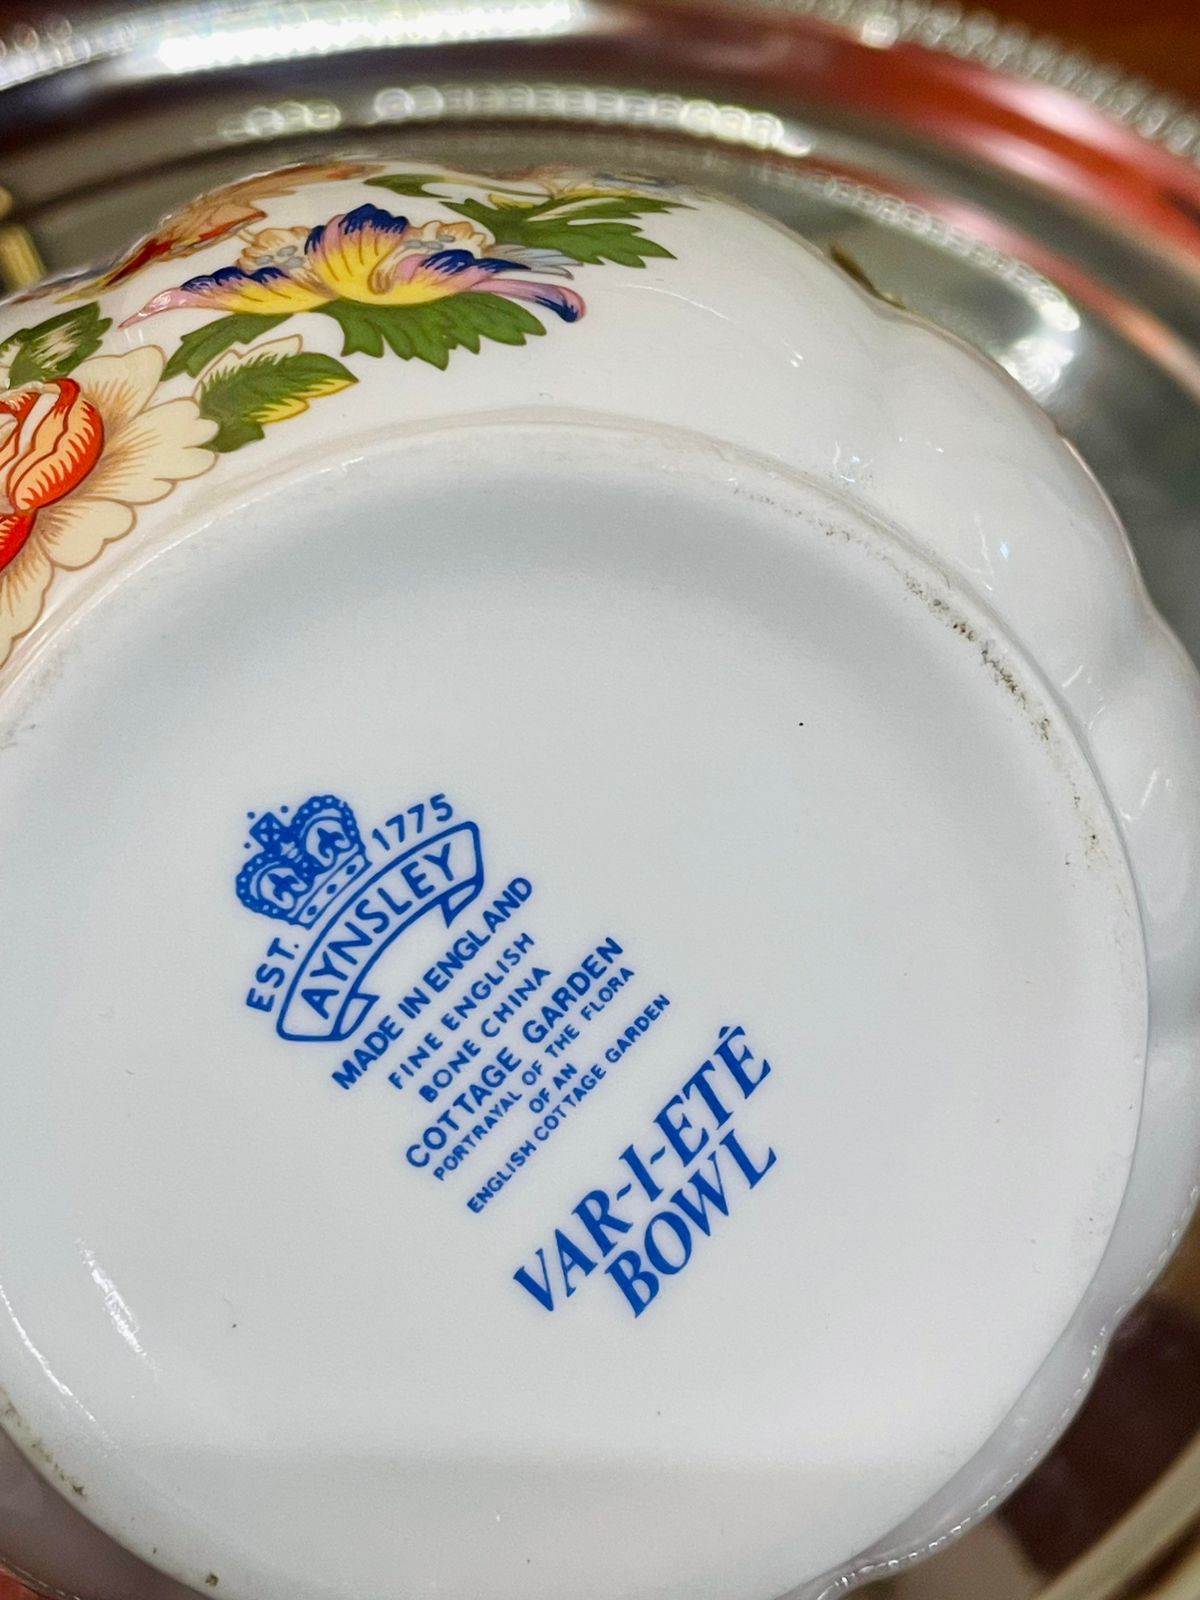 EST. 1775
AYNSLEY
MADE IN ENGLAND
FINE ENGLISH
BONE CHINA
COTTAGE GARDEN
PORTRAYAL OF THE FLORA
OF AN
ENGLISH COTTAGE GARDEN
VAR-I-ETÉ
BOWL